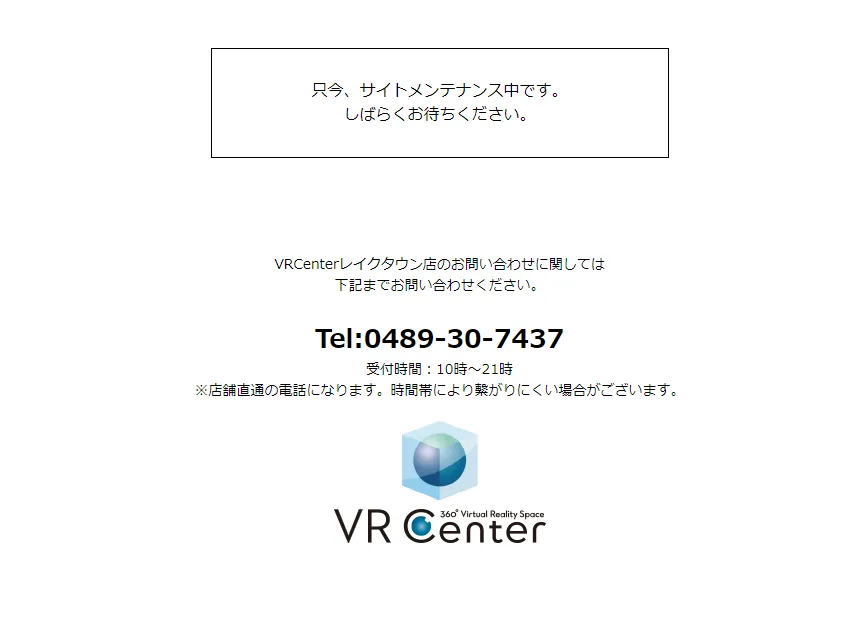 只今、サイトメンテナンス中です。
しばらくお待ちください。
VRCenterレイクタウン店のお問い合わせに関しては
下記までお問い合わせください。
Tel:0489-30-7437
受付時間：10時～21時
※店舗直通の電話になります。時間帯により繋がりにくい場合がございます。
360° Virtual Reality Space
VR Center